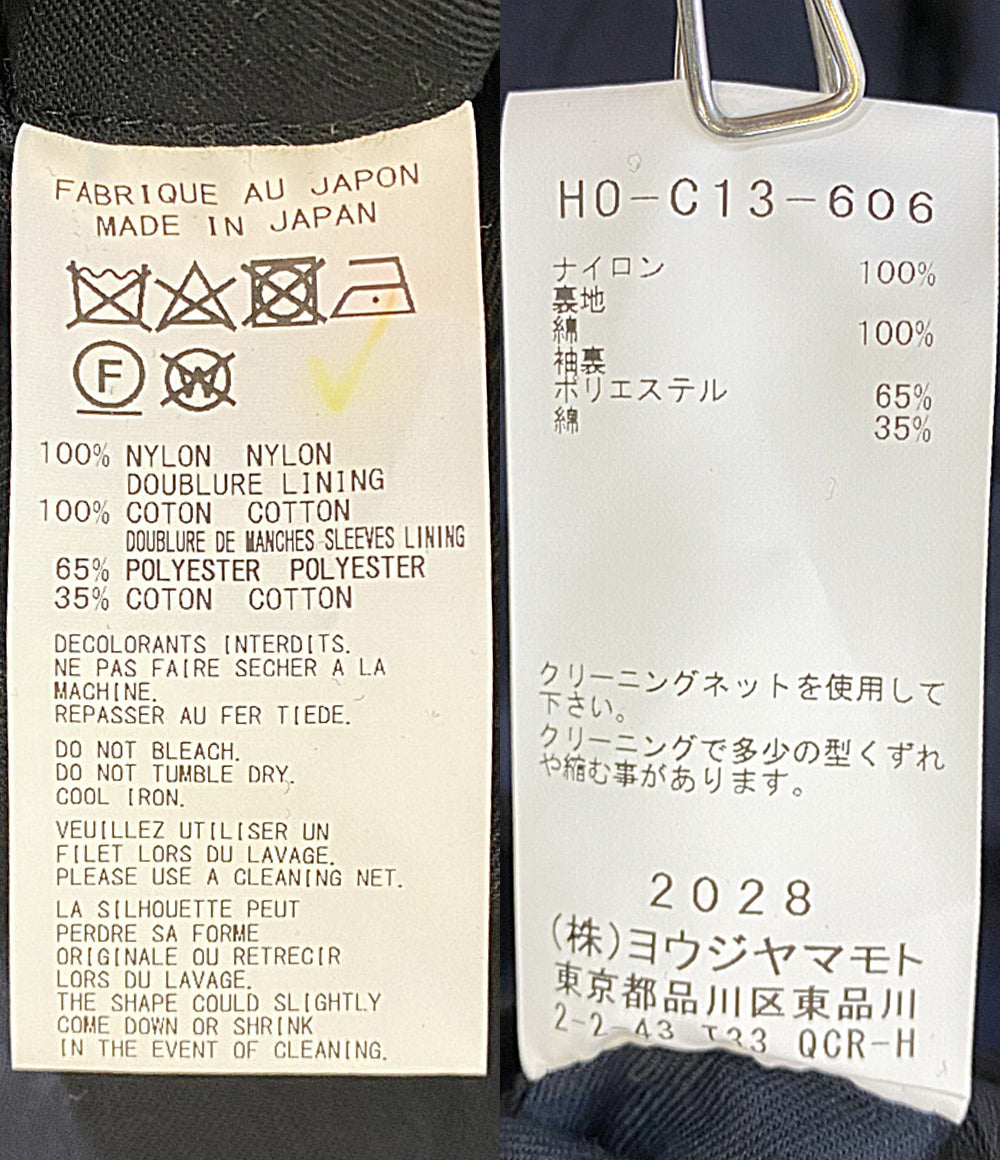 FABRIQUE AU JAPON
MADE IN JAPAN
F W
100% NYLON NYLON
DOUBLURE LINING
100% COTON COTTON
DOUBLURE DE MANCHES SLEEVES LINING
65% POLYESTER POLYESTER
35% COTON COTTON
DECOLORANTS INTERDITS.
NE PAS FAIRE SECHER A LA
MACHINE.
REPASSER AU FER TIEDE.
DO NOT BLEACH.
DO NOT TUMBLE DRY.
COOL IRON.
VEUILLEZ UTILISER UN
FILET LORS DU LAVAGE.
PLEASE USE A CLEANING NET.
LA SILHOUETTE PEUT
PERDRE SA FORME
ORIGINALE OU RETRECIR
LORS DU LAVAGE.
THE SHAPE COULD SLIGHTLY
COME DOWN OR SHRINK
IN THE EVENT OF CLEANING.
HO-C13-606
ナイロン 100%
裏地
綿 100%
袖裏
ポリエステル 65%
綿 35%
クリーニングネットを使用して
下さい。
クリーニングで多少の型くずれ
や縮む事があります。
2028
(株)ヨウジヤマモト
東京都品川区東品川
2-2-43 T33 QCR-H